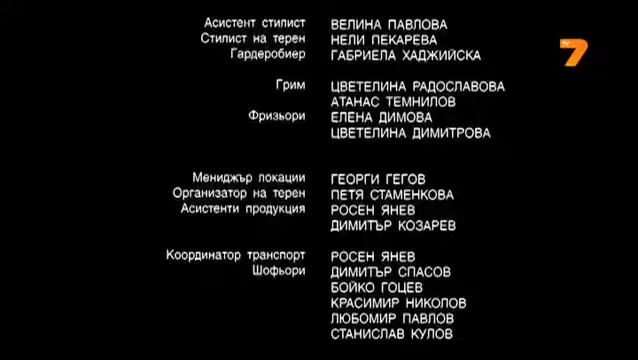 Асистент стилист ВЕЛИНА ПАВЛОВА
Стилист на терен НЕЛИ ПЕКАРЕВА
Гардеробиер ГАБРИЕЛА ХАДЖИЙСКА
TV 7
Грим ЦВЕТЕЛИНА РАДОСЛАВОВА
АТАНАС ТЕМНИЛОВ
Фризьори ЕЛЕНА ДИМОВА
ЦВЕТЕЛИНА ДИМИТРОВА
Мениджър локации ГЕОРГИ ГЕГОВ
Организатор на терен ПЕТЯ СТАМЕНКОВА
Асистенти продукция РОСЕН ЯНЕВ
ДИМИТЪР КОЗАРЕВ
Координатор транспорт РОСЕН ЯНЕВ
Шофьори ДИМИТЪР СПАСОВ
БОЙКО ГОЦЕВ
КРАСИМИР НИКОЛОВ
ЛЮБОМИР ПАВЛОВ
СТАНИСЛАВ КУЛОВ